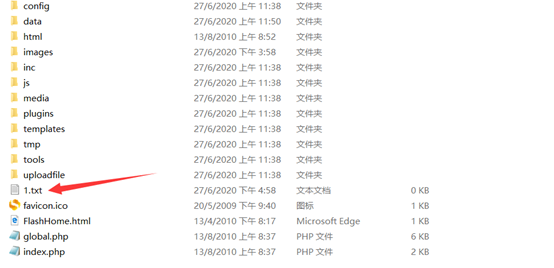 config 27/6/2020 上午 11:38 文件夹
data 27/6/2020 上午 11:50 文件夹
html 13/8/2010 上午 8:52 文件夹
images 27/6/2020 下午 3:58 文件夹
inc 27/6/2020 上午 11:38 文件夹
js 27/6/2020 上午 11:38 文件夹
media 27/6/2020 上午 11:38 文件夹
plugins 27/6/2020 上午 11:38 文件夹
templates 27/6/2020 上午 11:38 文件夹
tmp 27/6/2020 上午 11:38 文件夹
tools 27/6/2020 上午 11:38 文件夹
uploadfile 27/6/2020 上午 11:38 文件夹
1.txt 27/6/2020 下午 4:58 文本文档 0 KB
favicon.ico 20/5/2009 下午 9:40 图标 1 KB
FlashHome.html 13/4/2010 下午 8:17 Microsoft Edge 1 KB
global.php 13/8/2010 上午 8:37 PHP 文件 6 KB
index.php 13/8/2010 上午 8:37 PHP 文件 2 KB